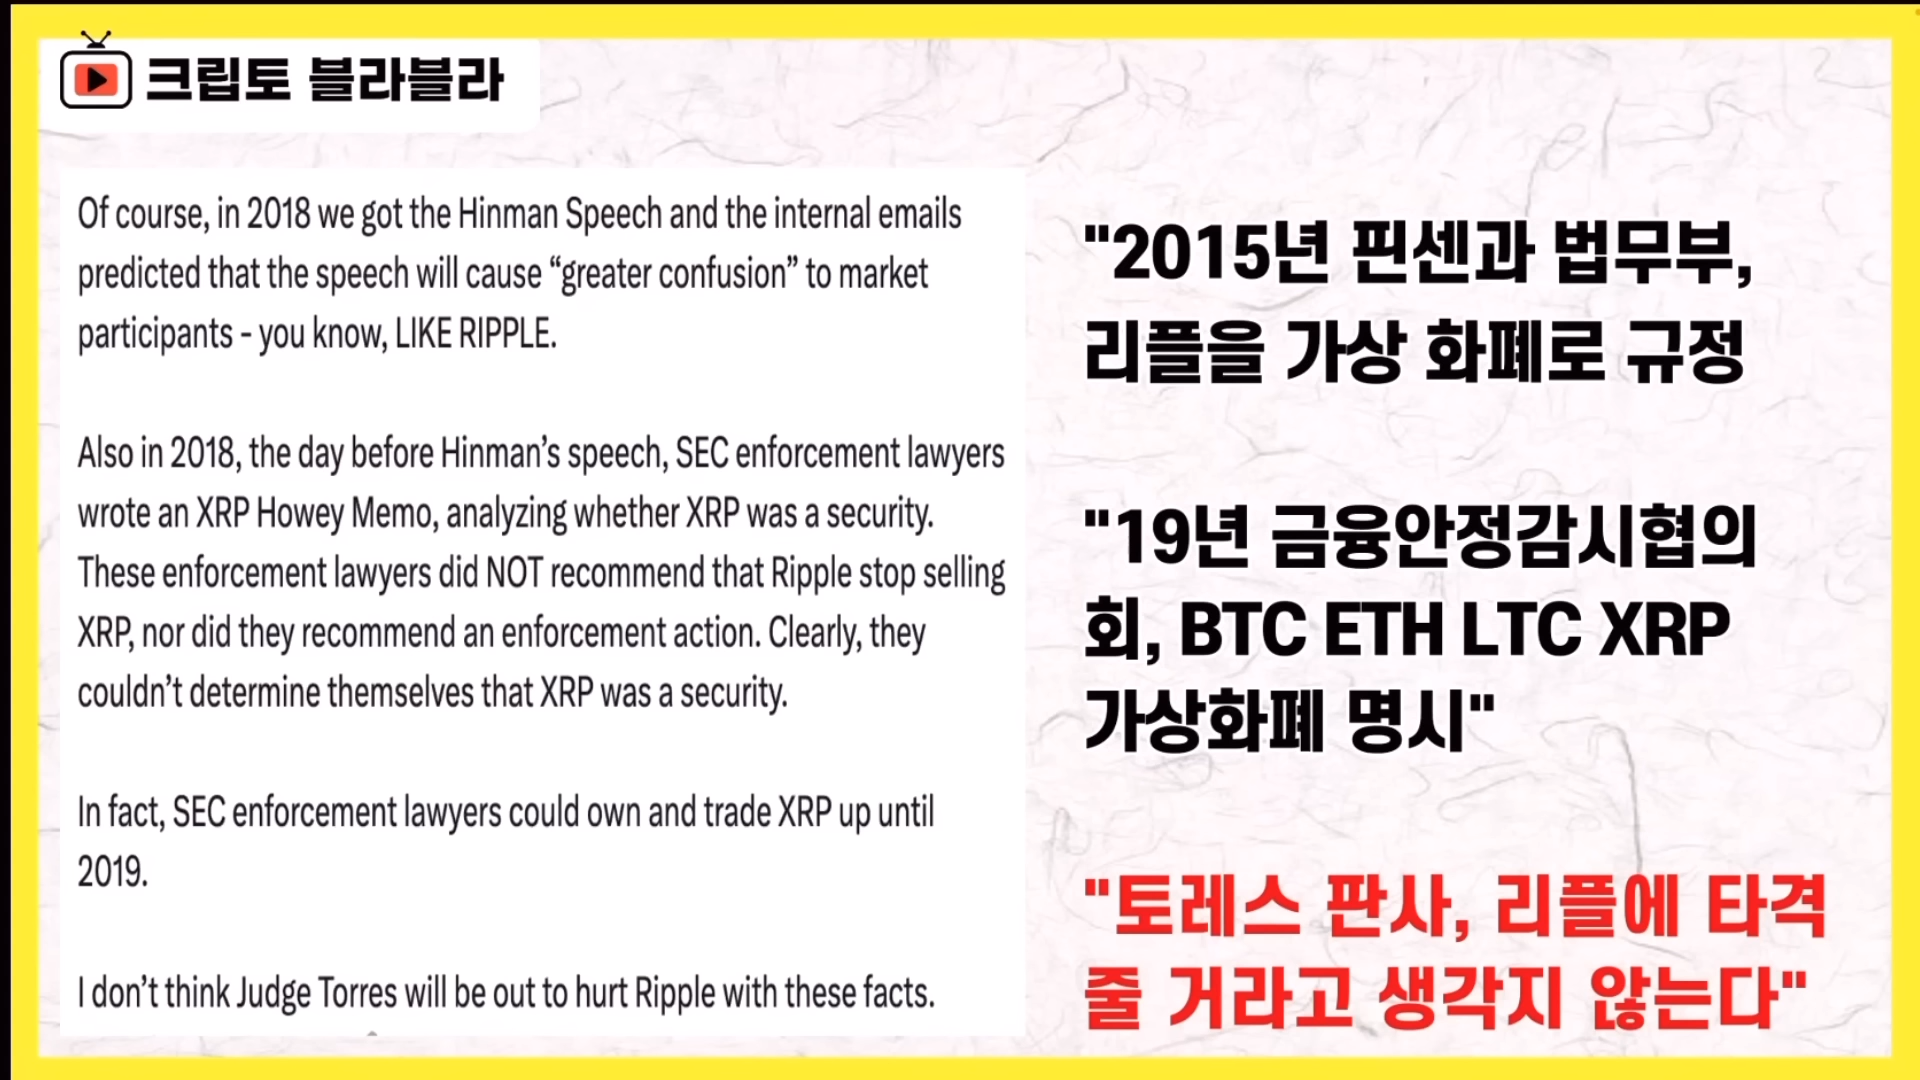 크립토 블라블라
Of course, in 2018 we got the Hinman Speech and the internal emails
predicted that the speech will cause “greater confusion” to market
participants - you know, LIKE RIPPLE.
Also in 2018, the day before Hinman’s speech, SEC enforcement lawyers
wrote an XRP Howey Memo, analyzing whether XRP was a security.
These enforcement lawyers did NOT recommend that Ripple stop selling
XRP, nor did they recommend an enforcement action. Clearly, they
couldn’t determine themselves that XRP was a security.
In fact, SEC enforcement lawyers could own and trade XRP up until
2019.
I don’t think Judge Torres will be out to hurt Ripple with these facts.
"2015년 핀센과 법무부,
리플을 가상 화폐로 규정
"19년 금융안정감시협의
회, BTC ETH LTC XRP
가상화폐 명시"
"토레스 판사, 리플에 타격
줄 거라고 생각지 않는다"